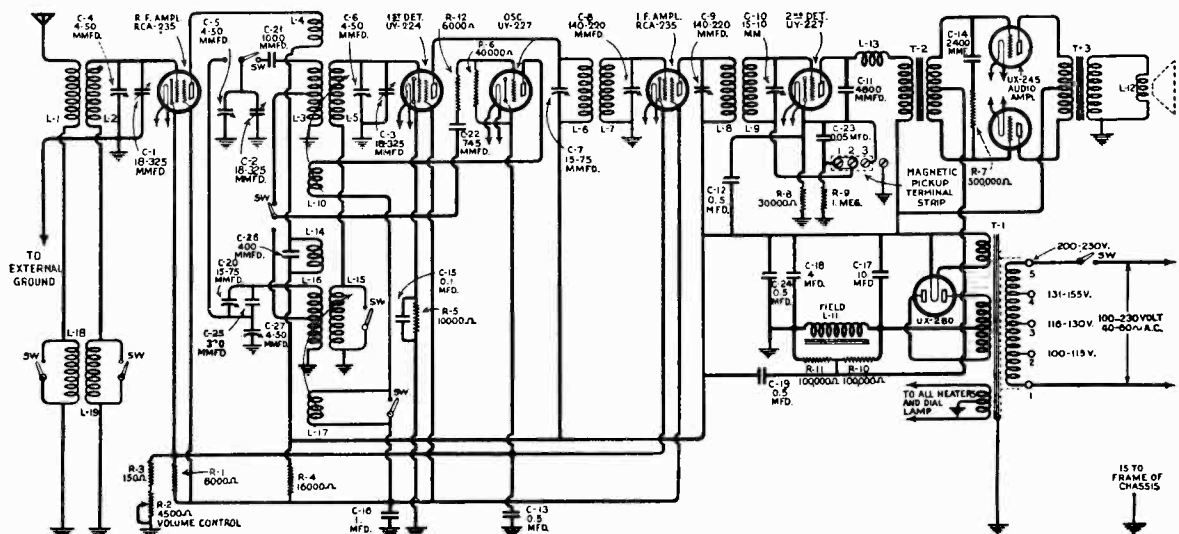 C-4
4-50
MMFD.
R.F. AMPL.
RCA-235
C-5
4-50
MMFD.
L-4
C-21
1000
MMFD.
SW
C-6
4-50
MMFD.
1ST DET.
UY-224
R-12
6000Ω
R-6
40000Ω
OSC
UY-227
C-8
140-220
MMFD.
I.F. AMPL.
RCA-235
C-9
140-220
MMFD.
C-10
15-10
MM
2ND DET.
UY-227
L-13
T-2
C-14
2400
MMF.
UX-245
AUDIO
AMPL.
T-3
L-12
L-1
L-2
C-1
18-325
MMFD.
C-2
18-325
MMFD.
L-3
L-5
C-3
18-325
MMFD.
C-22
745
MMFD.
L-6
L-7
C-7
15-75
MMFD.
L-8
L-9
C-11
4800
MMFD.
C-23
.005 MFD.
1 2 3
MAGNETIC
PICKUP
TERMINAL
STRIP
R-7
500,000Ω
C-12
0.5
MFD.
R-8
30000Ω
R-9
1. MEG.
SW
L-10
TO
EXTERNAL
GROUND
C-26
400
MMFD.
L-14
C-20
15-75
MMFD.
L-16
L-15
SW
C-25
370
MMFD.
C-27
4-50
MMFD.
C-15
0.1
MFD.
R-5
10000Ω
C-24
0.5
MFD.
C-18
4
MFD.
C-17
10
MFD.
FIELD
L-11
UX-280
T-1
200-230V.
SW
5
131-155V.
4
116-130V.
3
100-115V.
2
1
100-230 VOLT
40-60~ A.C.
R-11
100,000Ω
R-10
100,000Ω
C-19
0.5
MFD.
TO ALL HEATERS
AND DIAL
LAMP
L-18
SW
SW
L-19
L-17
SW
R-3
150Ω
R-1
8000Ω
R-4
16000Ω
R-2
4500Ω
VOLUME CONTROL
C-16
1.
MFD.
C-13
0.5
MFD.
IS TO
FRAME OF
CHASSIS